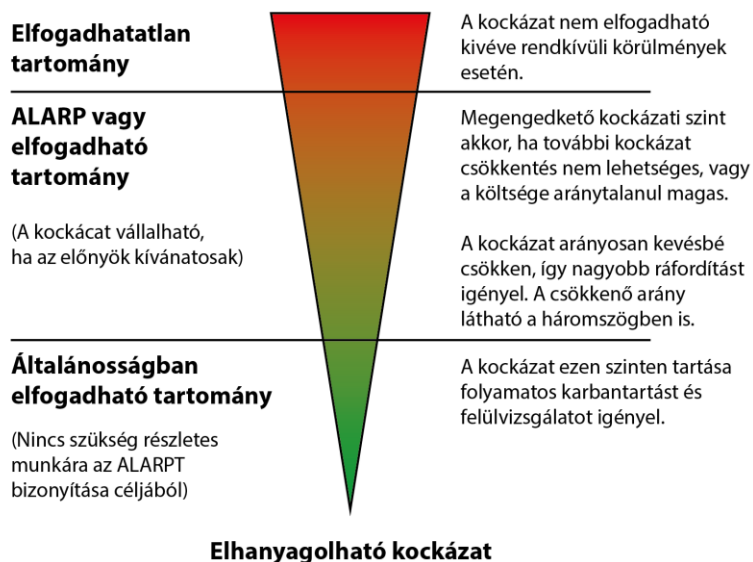 Elfogadhatatlan
tartomány
A kockázat nem elfogadható
kivéve rendkívüli körülmények
esetén.
ALARP vagy
elfogadható
tartomány
(A kockácat vállalható,
ha az előnyök kívánatosak)
Megengedkető kockázati szint
akkor, ha további kockázat
csökkentés nem lehetséges, vagy
a költsége aránytalanul magas.
A kockázat arányosan kevésbé
csökken, így nagyobb ráfordítást
igényel. A csökkenő arány
látható a háromszögben is.
Általánosságban
elfogadható tartomány
(Nincs szükség részletes
munkára az ALARPT
bizonyítása céljából)
A kockázat ezen szinten tartása
folyamatos karbantartást és
felülvizsgálatot igényel.
Elhanyagolható kockázat